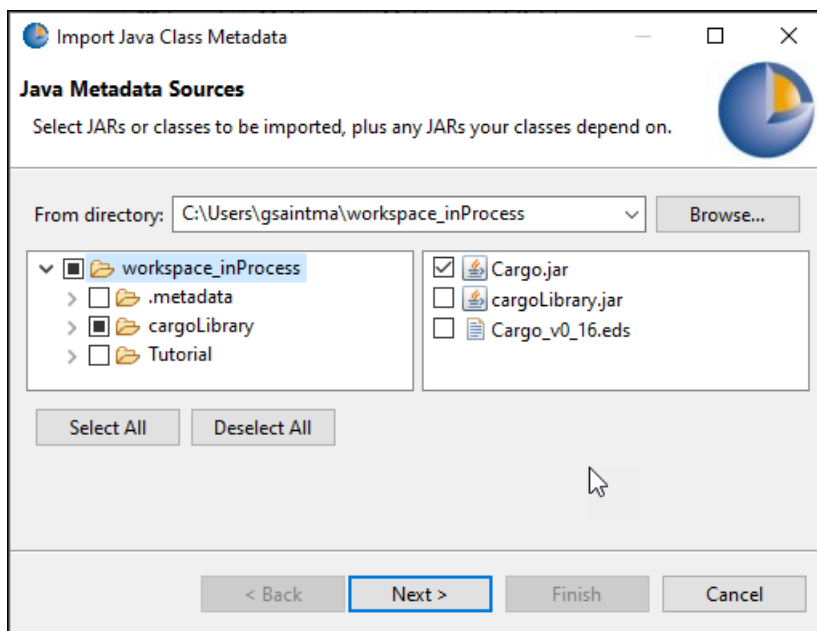 Import Java Class Metadata
Java Metadata Sources
Select JARs or classes to be imported, plus any JARs your classes depend on.
From directory: C:\Users\gsaintma\workspace_inProcess Browse...
workspace_inProcess
.metadata
cargoLibrary
Tutorial
Cargo.jar
cargoLibrary.jar
Cargo_v0_16.eds
Select All Deselect All
< Back Next > Finish Cancel